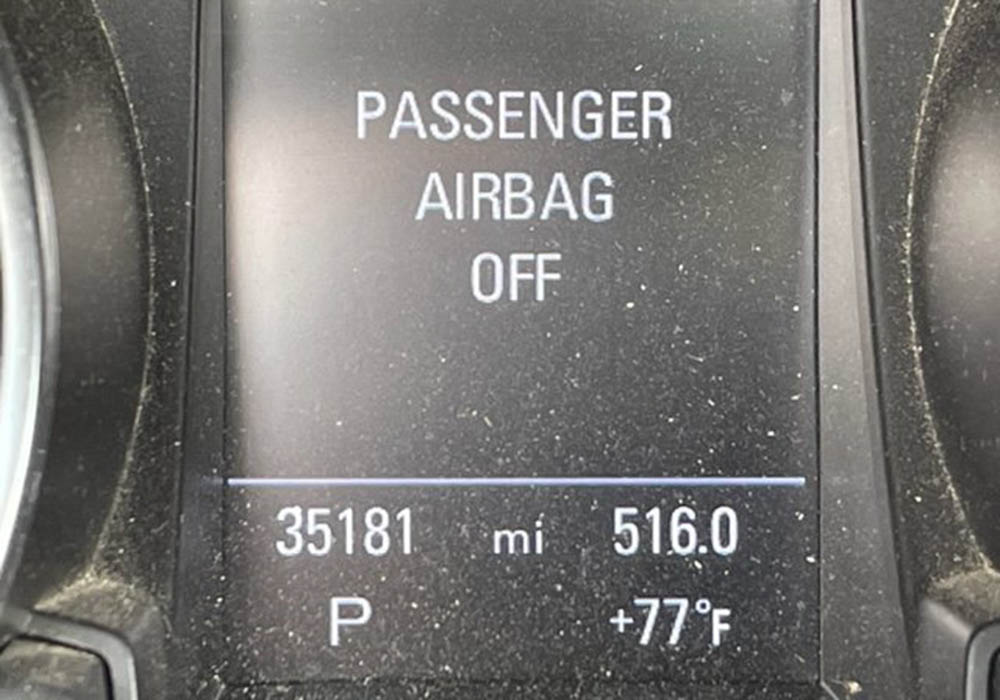 PASSENGER
AIRBAG
OFF
35181 mi 516.0
P +77°F